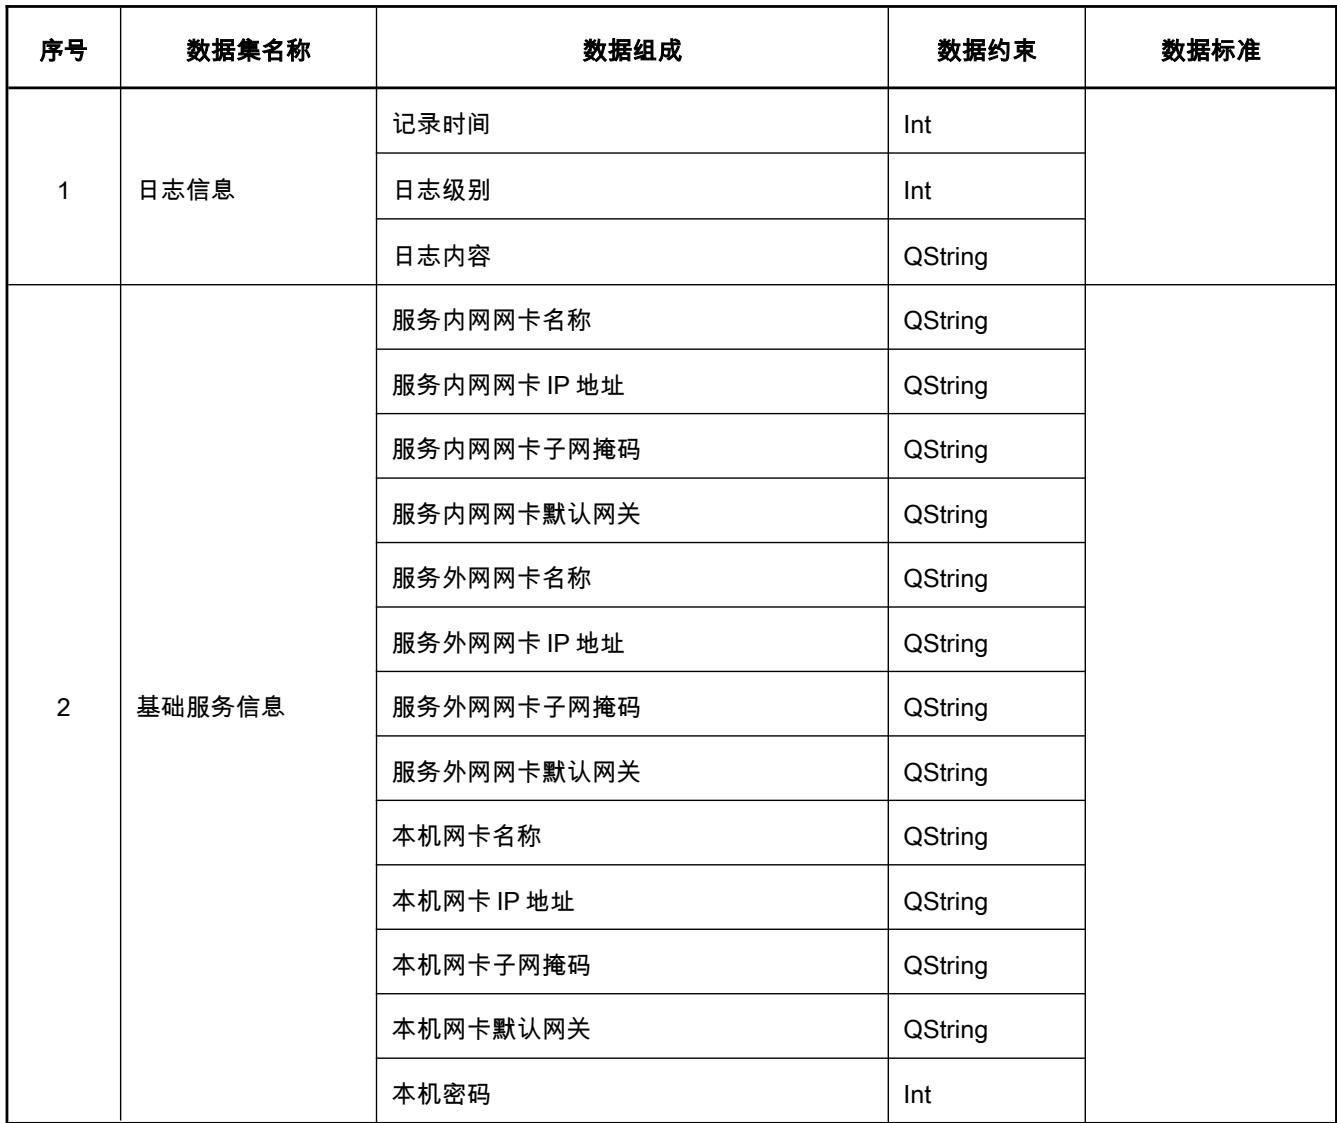 序号 数据集名称 数据组成 数据约束 数据标准
记录时间 Int
1 日志信息 日志级别 Int
日志内容 QString
服务内网网卡名称 QString
服务内网网卡 IP 地址 QString
服务内网网卡子网掩码 QString
服务内网网卡默认网关 QString
服务外网网卡名称 QString
服务外网网卡 IP 地址 QString
2 基础服务信息 服务外网网卡子网掩码 QString
服务外网网卡默认网关 QString
本机网卡名称 QString
本机网卡 IP 地址 QString
本机网卡子网掩码 QString
本机网卡默认网关 QString
本机密码 Int